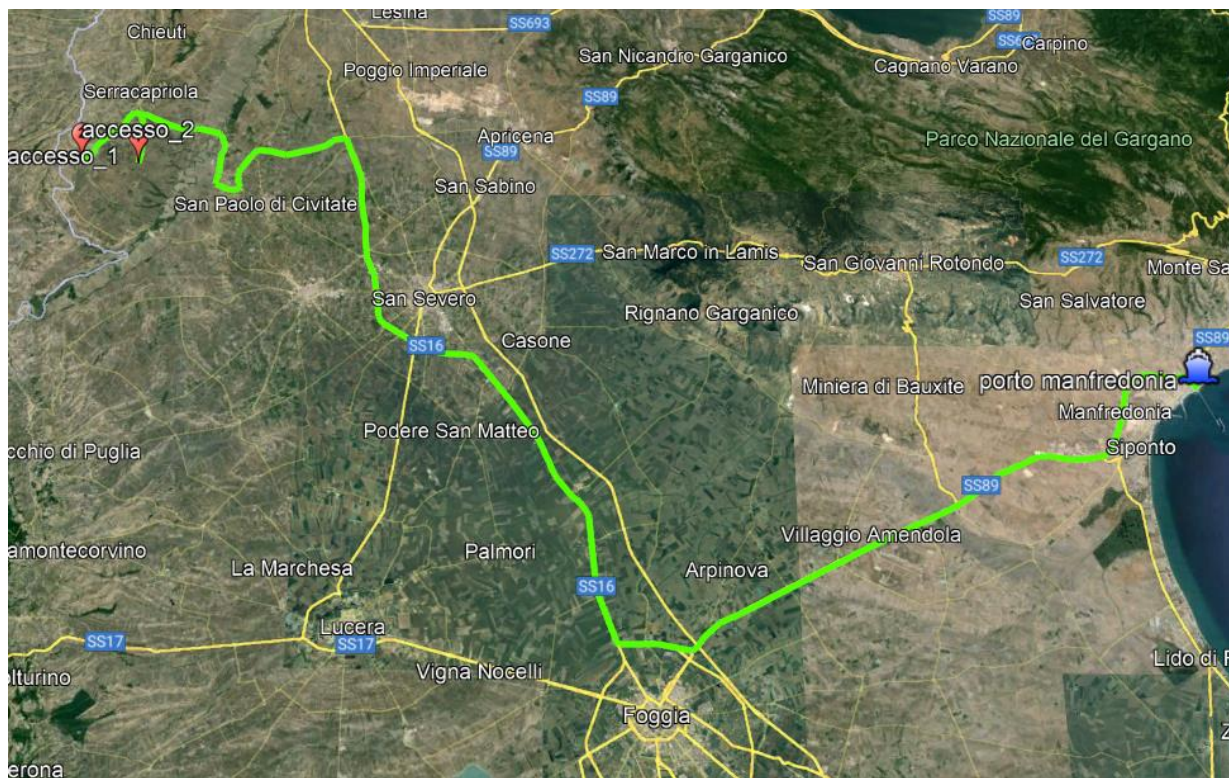 Lesina
SS693
SS89
Chieuti
Carpino
San Nicandro Garganico
Cagnano Varano
Poggio Imperiale
Serracapriola
SS89
accesso_2
Apricena
Parco Nazionale del Gargano
accesso_1
SS89
San Sabino
San Paolo di Civitate
SS272
San Marco in Lamis
San Giovanni Rotondo
SS272
Monte Sa
San Severo
San Salvatore
Rignano Garganico
SS16
Casone
SS89
Miniera di Bauxite
porto manfredonia
Manfredonia
Podere San Matteo
cchio di Puglia
Siponto
SS89
Villaggio Amendola
amontecorvino
Palmori
La Marchesa
Arpinova
SS16
Lucera
SS17
SS17
Vigna Nocelli
Lido di
olturino
Foggia
erona